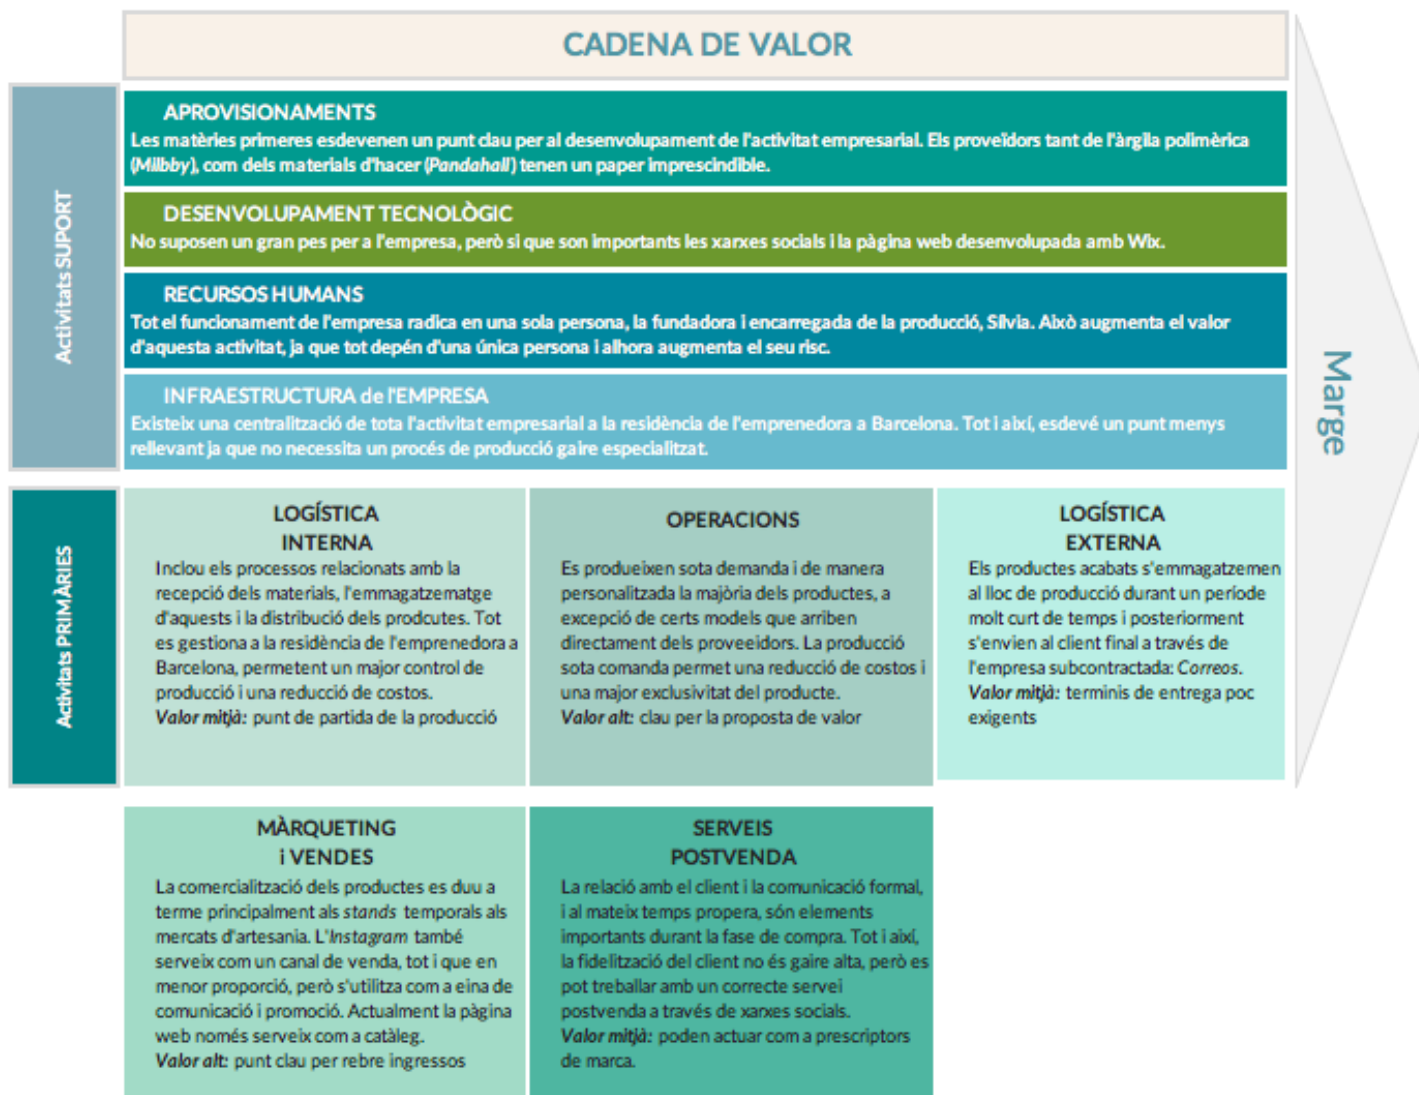 CADENA DE VALOR
Activitats SUPORT
APROVISIONAMENTS
Les matèries primeres esdevenen un punt clau per al desenvolupament de l'activitat empresarial. Els proveïdors tant de l'àrgila polimèrica
(Milbby), com dels materials d'hacer (Pandahall) tenen un paper imprescindible.
DESENVOLUPAMENT TECNOLÒGIC
No suposen un gran pes per a l'empresa, però si que son importants les xarxes socials i la pàgina web desenvolupada amb Wix.
RECURSOS HUMANS
Tot el funcionament de l'empresa radica en una sola persona, la fundadora i encarregada de la producció, Silvia. Això augmenta el valor
d'aquesta activitat, ja que tot depén d'una única persona i alhora augmenta el seu risc.
INFRAESTRUCTURA de l'EMPRESA
Existeix una centralització de tota l'activitat empresarial a la residència de l'emprenedora a Barcelona. Tot i així, esdevé un punt menys
rellevant ja que no necessita un procés de producció gaire especialitzat.
Marge
Activitats PRIMÀRIES
LOGÍSTICA
INTERNA
Inclou els processos relacionats amb la
recepció dels materials, l'emmagatzematge
d'aquests i la distribució dels prodcutes. Tot
es gestiona a la residència de l'emprenedora a
Barcelona, permetent un major control de
producció i una reducció de costos.
Valor mitjà: punt de partida de la producció
OPERACIONS
Es produeixen sota demanda i de manera
personalitzada la majòria dels productes, a
excepció de certs models que arriben
directament dels proveeidors. La producció
sota comanda permet una reducció de costos i
una major exclusivitat del producte.
Valor alt: clau per la proposta de valor
LOGÍSTICA
EXTERNA
Els productes acabats s'emmagatzemen
al lloc de producció durant un període
molt curt de temps i posteriorment
s'envien al client final a través de
l'empresa subcontractada: Correos.
Valor mitjà: terminis de entrega poc
exigents
MÀRQUETING
i VENDES
La comercialització dels productes es duu a
terme principalment als stands temporals als
mercats d'artesania. L'Instagram també
serveix com un canal de venda, tot i que en
menor proporció, però s'utilitza com a eina de
comunicació i promoció. Actualment la pàgina
web només serveix com a catàleg.
Valor alt: punt clau per rebre ingressos
SERVEIS
POSTVENDA
La relació amb el client i la comunicació formal,
i al mateix temps propera, són elements
importants durant la fase de compra. Tot i així,
la fidelització del client no és gaire alta, però es
pot treballar amb un correcte servei
postvenda a través de xarxes socials.
Valor mitjà: poden actuar com a prescriptors
de marca.